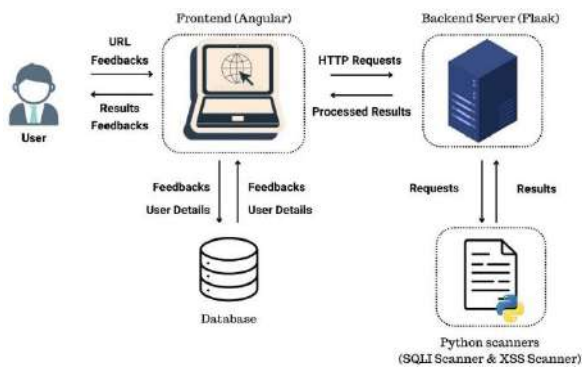 Frontend (Angular)
Backend Server (Flask)
URL
Feedbacks
HTTP Requests
Results
Feedbacks
Processed Results
User
Feedbacks
User Details
Feedbacks
User Details
Requests
Results
Database
Python scanners
(SQLI Scanner & XSS Scanner)